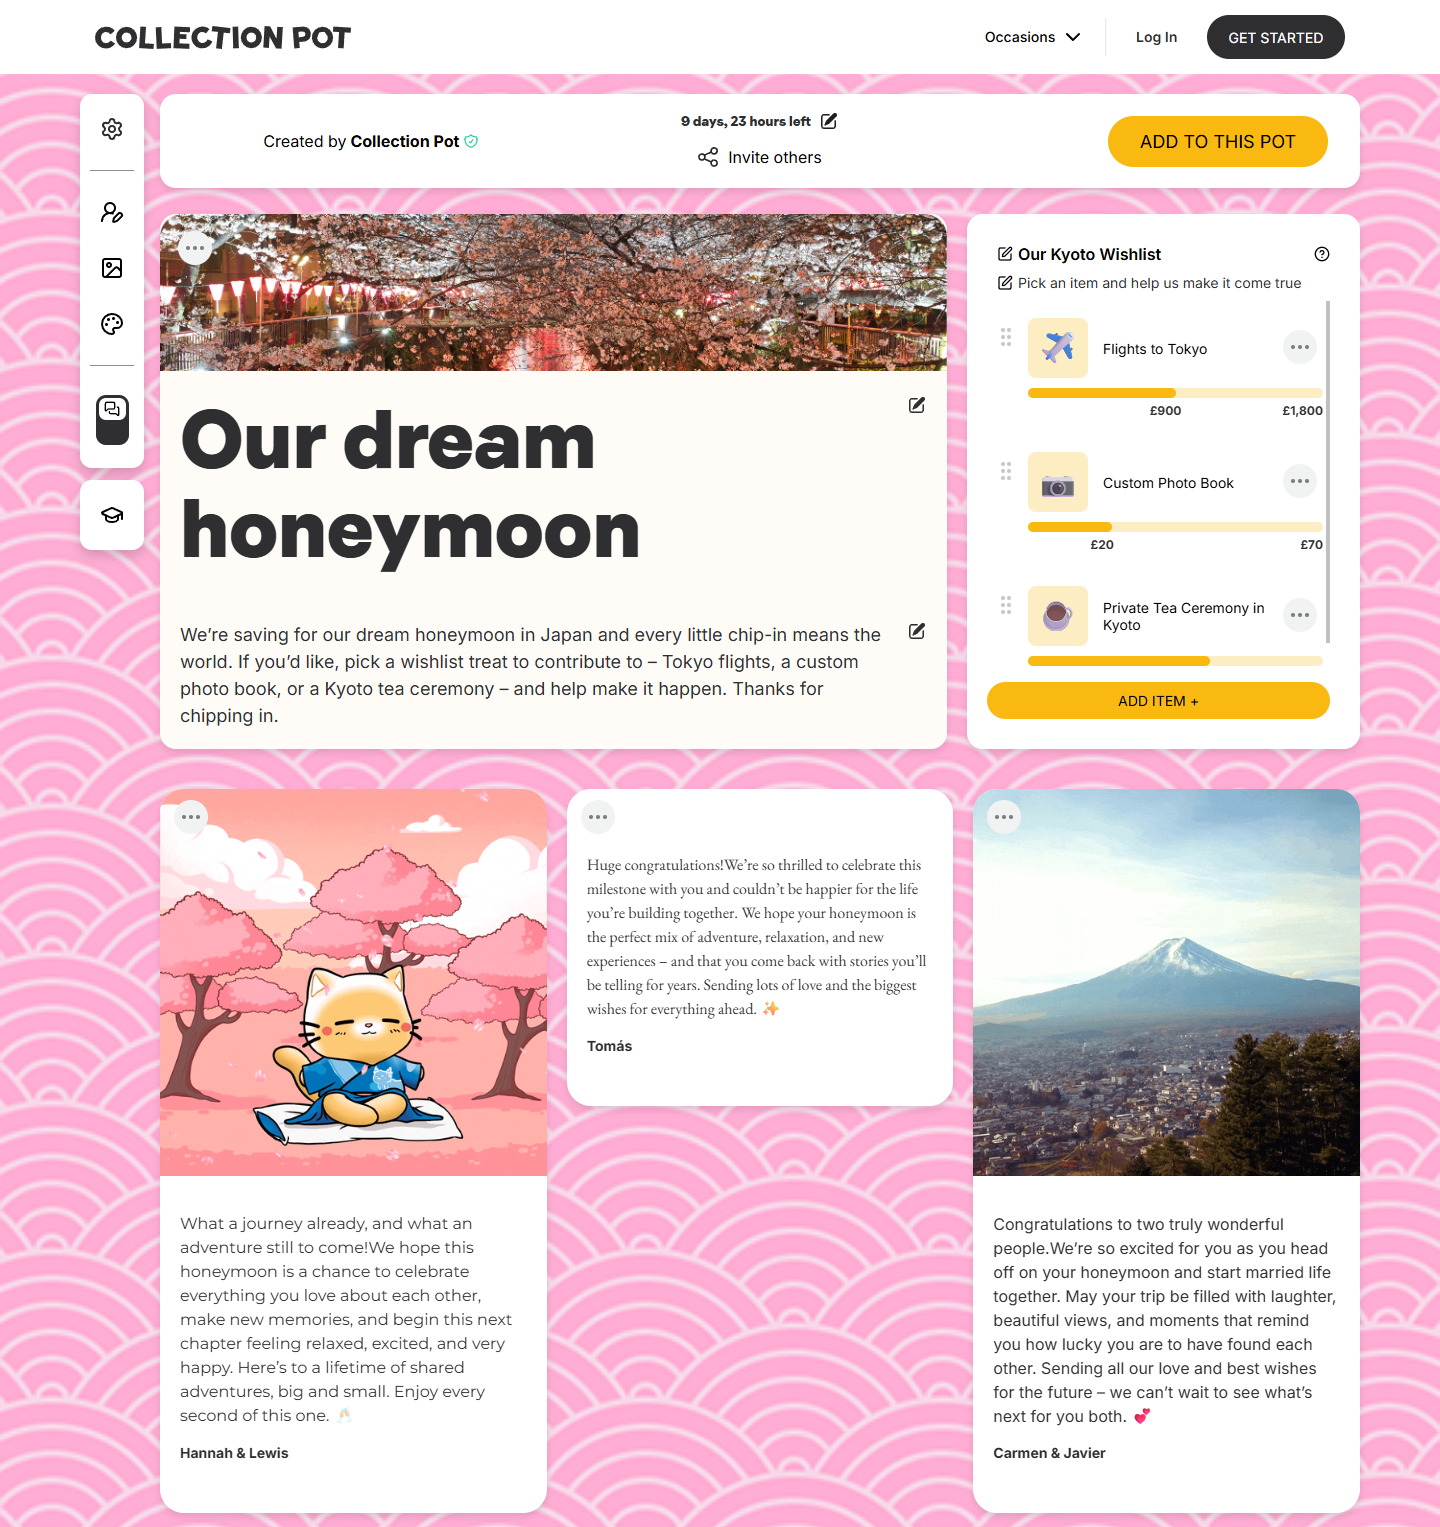 COLLECTION POT
Occasions
Log In
GET STARTED
Created by Collection Pot
9 days, 23 hours left
Invite others
ADD TO THIS POT
Our dream
honeymoon
We’re saving for our dream honeymoon in Japan and every little chip-in means the
world. If you’d like, pick a wishlist treat to contribute to – Tokyo flights, a custom
photo book, or a Kyoto tea ceremony – and help make it happen. Thanks for
chipping in.
Our Kyoto Wishlist
Pick an item and help us make it come true
Flights to Tokyo
£900
£1,800
Custom Photo Book
£20
£70
Private Tea Ceremony in
Kyoto
ADD ITEM +
What a journey already, and what an
adventure still to come!We hope this
honeymoon is a chance to celebrate
everything you love about each other,
make new memories, and begin this next
chapter feeling relaxed, excited, and very
happy. Here’s to a lifetime of shared
adventures, big and small. Enjoy every
second of this one. 🥂
Hannah & Lewis
Huge congratulations!We’re so thrilled to celebrate this
milestone with you and couldn’t be happier for the life
you’re building together. We hope your honeymoon is
the perfect mix of adventure, relaxation, and new
experiences – and that you come back with stories you’ll
be telling for years. Sending lots of love and the biggest
wishes for everything ahead. ✨
Tomás
Congratulations to two truly wonderful
people.We’re so excited for you as you head
off on your honeymoon and start married life
together. May your trip be filled with laughter,
beautiful views, and moments that remind
you how lucky you are to have found each
other. Sending all our love and best wishes
for the future – we can’t wait to see what’s
next for you both. 💕
Carmen & Javier